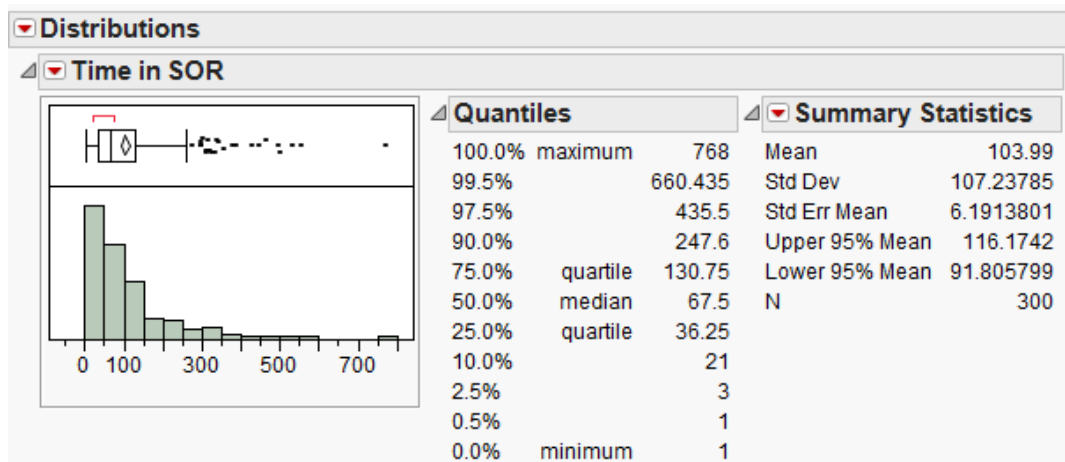 Distributions
Time in SOR
0 100 300 500 700
Quantiles
100.0% maximum 768
99.5% 660.435
97.5% 435.5
90.0% 247.6
75.0% quartile 130.75
50.0% median 67.5
25.0% quartile 36.25
10.0% 21
2.5% 3
0.5% 1
0.0% minimum 1
Summary Statistics
Mean 103.99
Std Dev 107.23785
Std Err Mean 6.1913801
Upper 95% Mean 116.1742
Lower 95% Mean 91.805799
N 300